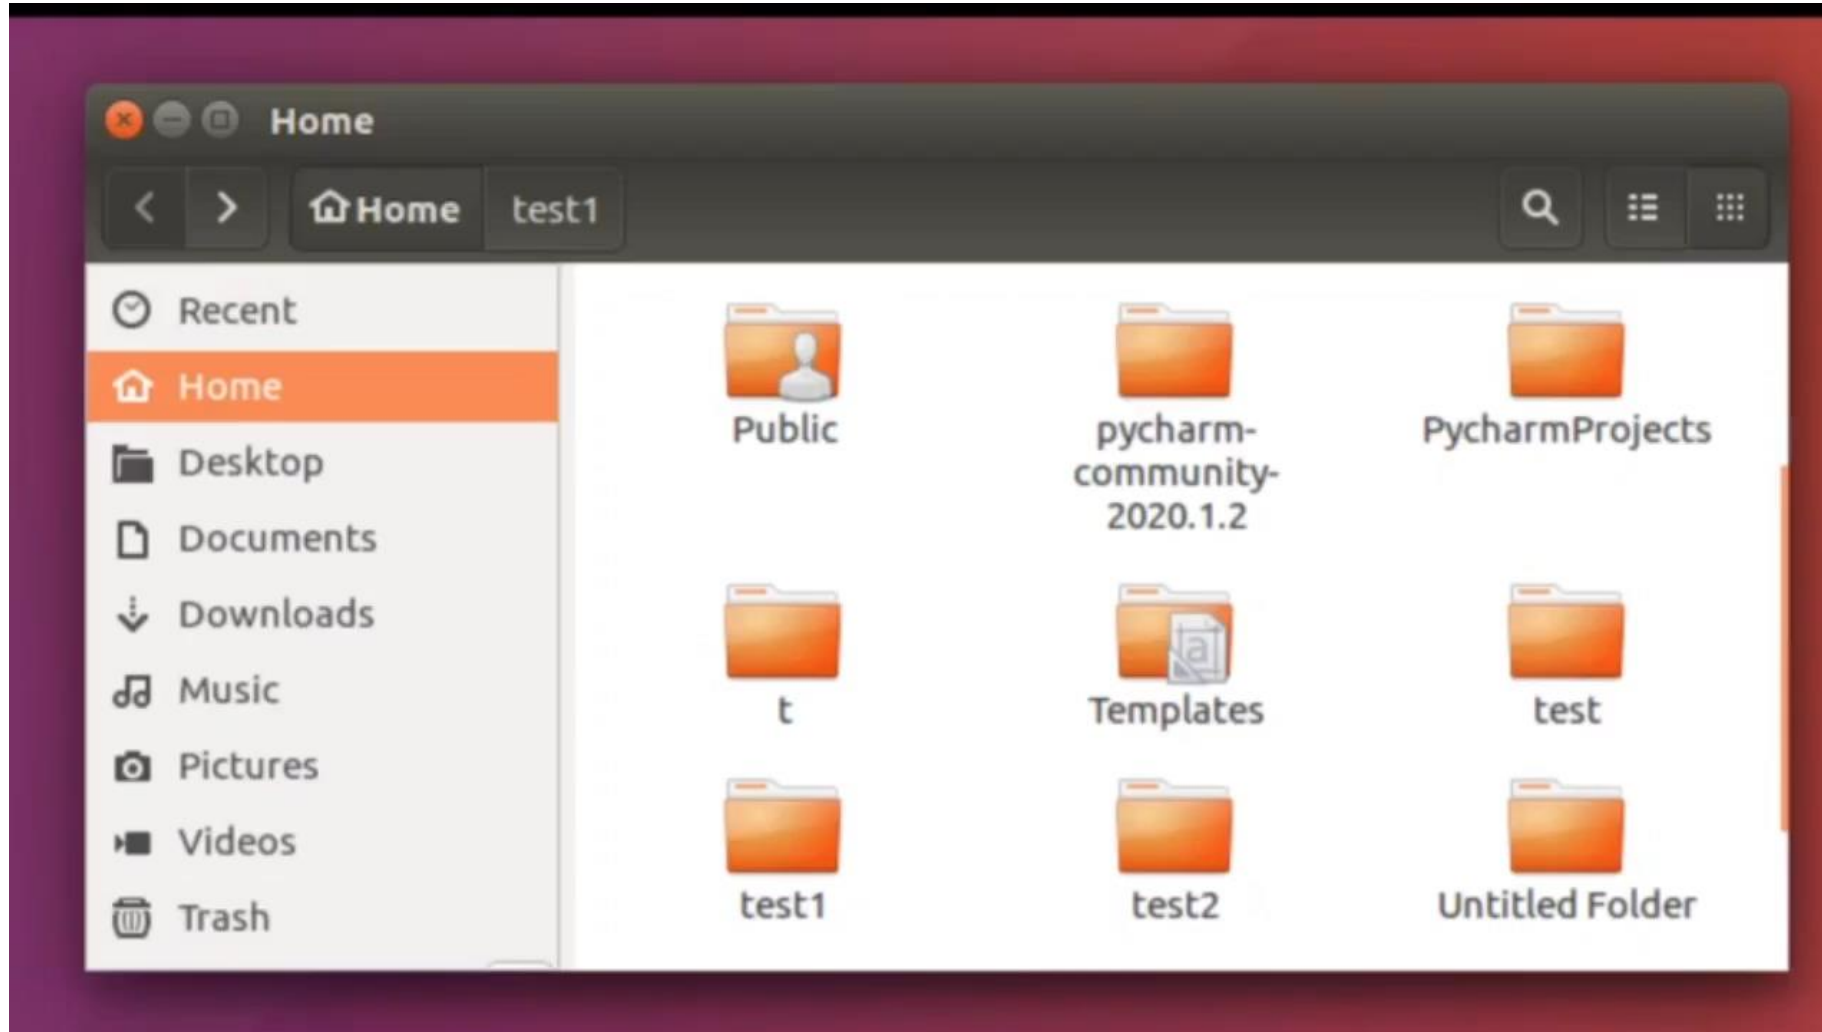 Home
Home test1
Recent
Home
Desktop
Documents
Downloads
Music
Pictures
Videos
Trash
Public
pycharm-
community-
2020.1.2
PycharmProjects
t
Templates
test
test1
test2
Untitled Folder